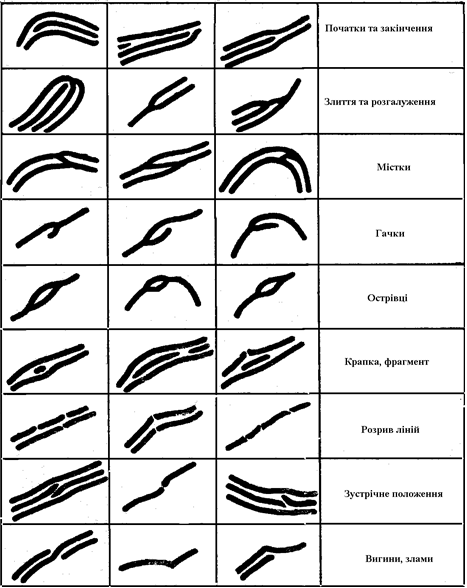 Початки та закінчення
Злиття та розгалуження
Містки
Гачки
Острівці
Крапка, фрагмент
Розрив ліній
Зустрічне положення
Вигини, злами